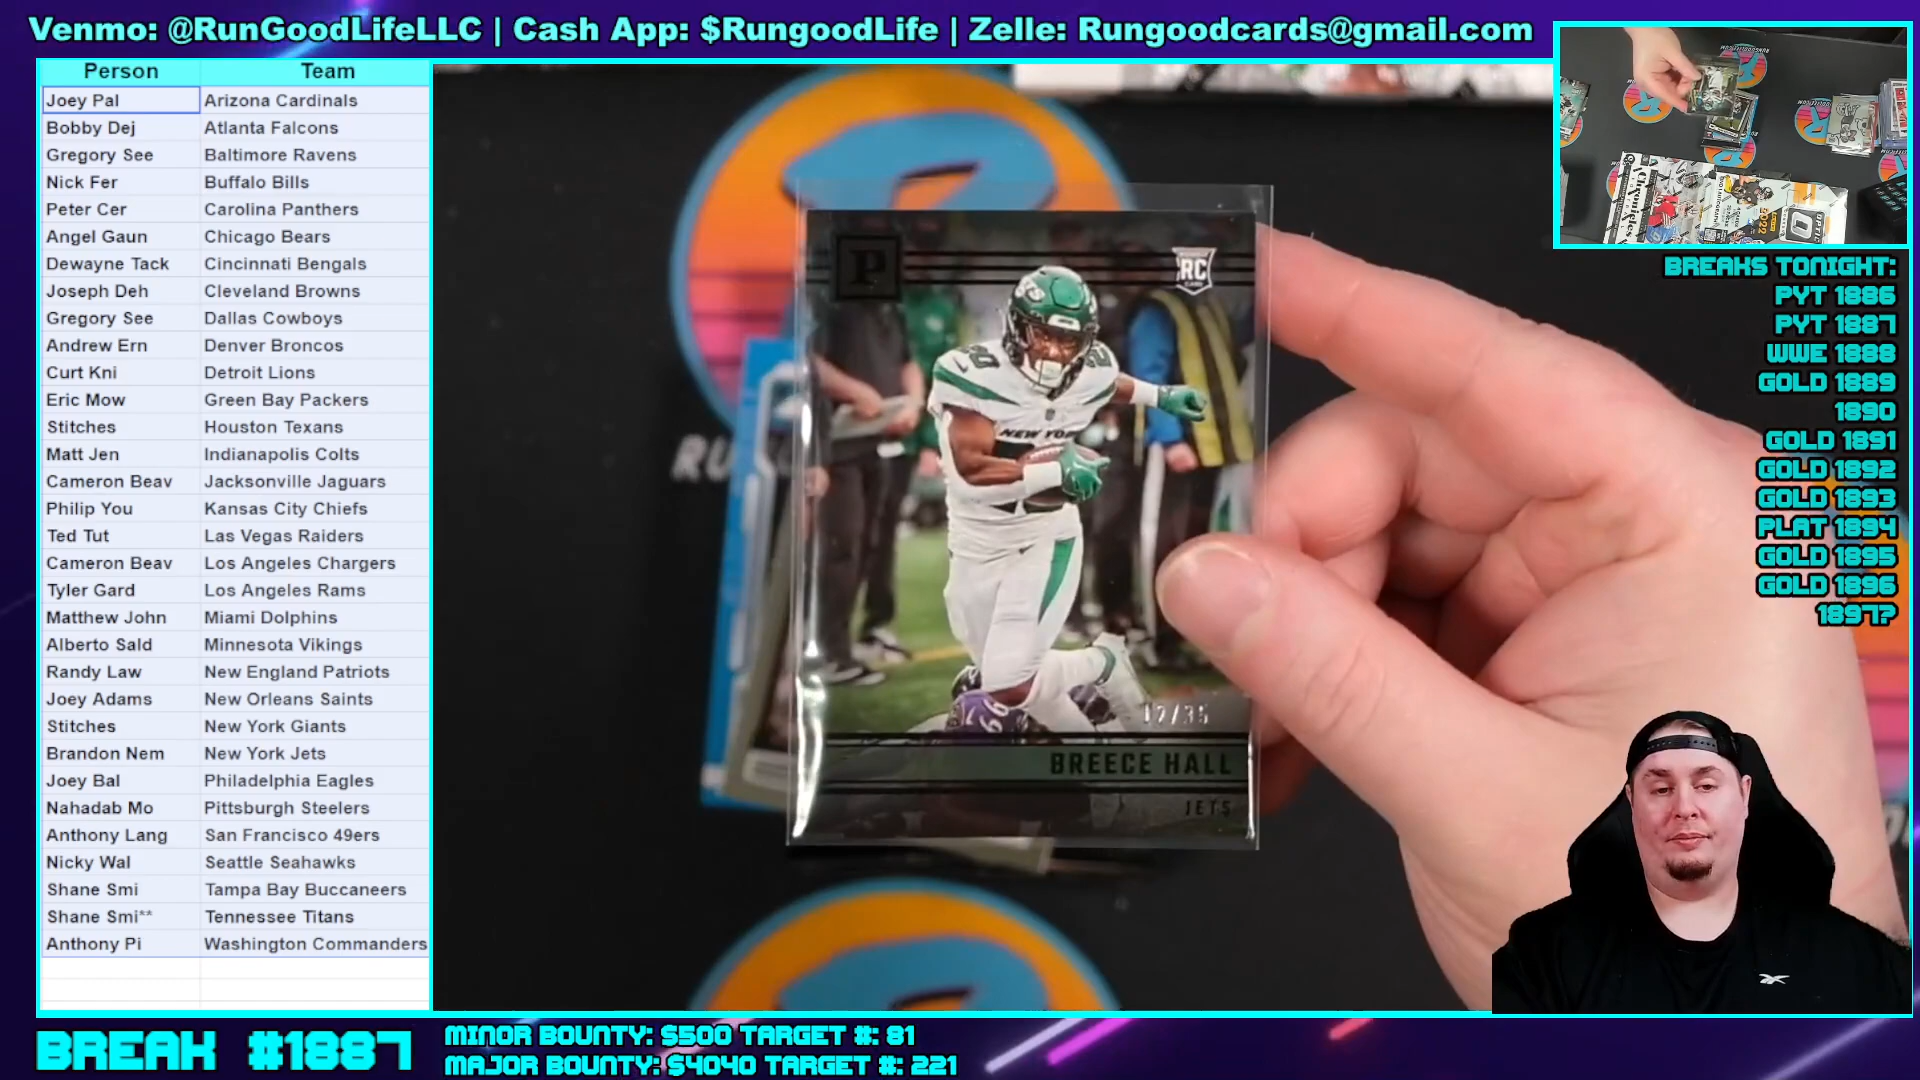 Venmo: @RunGoodLifeLLC | Cash App: $RungoodLife | Zelle: Rungoodcards@gmail.com
Person Team
Joey Pal Arizona Cardinals
Bobby Dej Atlanta Falcons
Gregory See Baltimore Ravens
Nick Fer Buffalo Bills
Peter Cer Carolina Panthers
Angel Gaun Chicago Bears
Dewayne Tack Cincinnati Bengals
Joseph Deh Cleveland Browns
Gregory See Dallas Cowboys
Andrew Ern Denver Broncos
Curt Kni Detroit Lions
Eric Mow Green Bay Packers
Stitches Houston Texans
Matt Jen Indianapolis Colts
Cameron Beav Jacksonville Jaguars
Philip You Kansas City Chiefs
Ted Tut Las Vegas Raiders
Cameron Beav Los Angeles Chargers
Tyler Gard Los Angeles Rams
Matthew John Miami Dolphins
Alberto Sald Minnesota Vikings
Randy Law New England Patriots
Joey Adams New Orleans Saints
Stitches New York Giants
Brandon Nem New York Jets
Joey Bal Philadelphia Eagles
Nahadab Mo Pittsburgh Steelers
Anthony Lang San Francisco 49ers
Nicky Wal Seattle Seahawks
Shane Smi Tampa Bay Buccaneers
Shane Smi** Tennessee Titans
Anthony Pi Washington Commanders
P
RC
NEW YO
20
RU
99
12/35
BREECE HALL
JETS
Chronicles
OPTIC
2022
BREAKS TONIGHT:
PYT 1886
PYT 1887
WWE 1888
GOLD 1889
1890
GOLD 1891
GOLD 1892
GOLD 1893
PLAT 1894
GOLD 1895
GOLD 1896
1897?
BREAK #1887
MINOR BOUNTY: $500 TARGET #: 81
MAJOR BOUNTY: $4040 TARGET #: 221